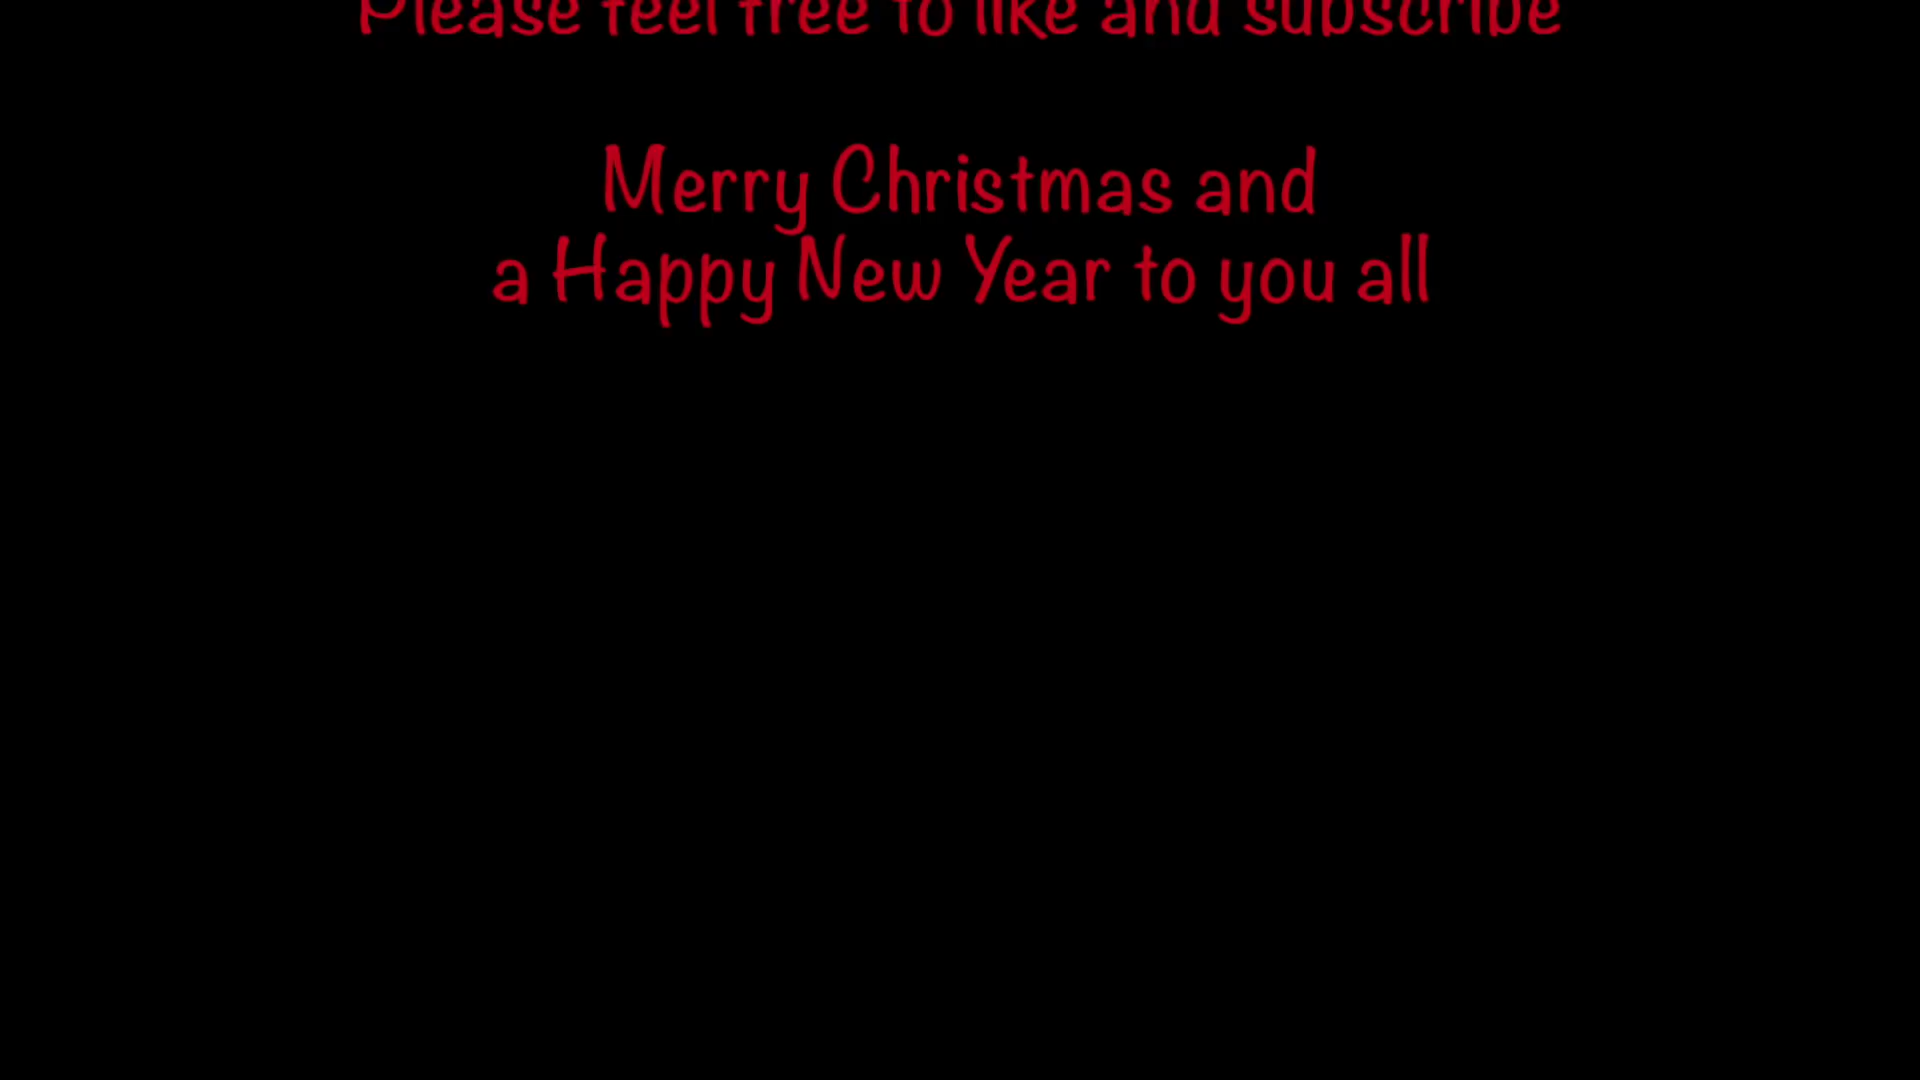 Please feel free to like and subscribe
Merry Christmas and
a Happy New Year to you all